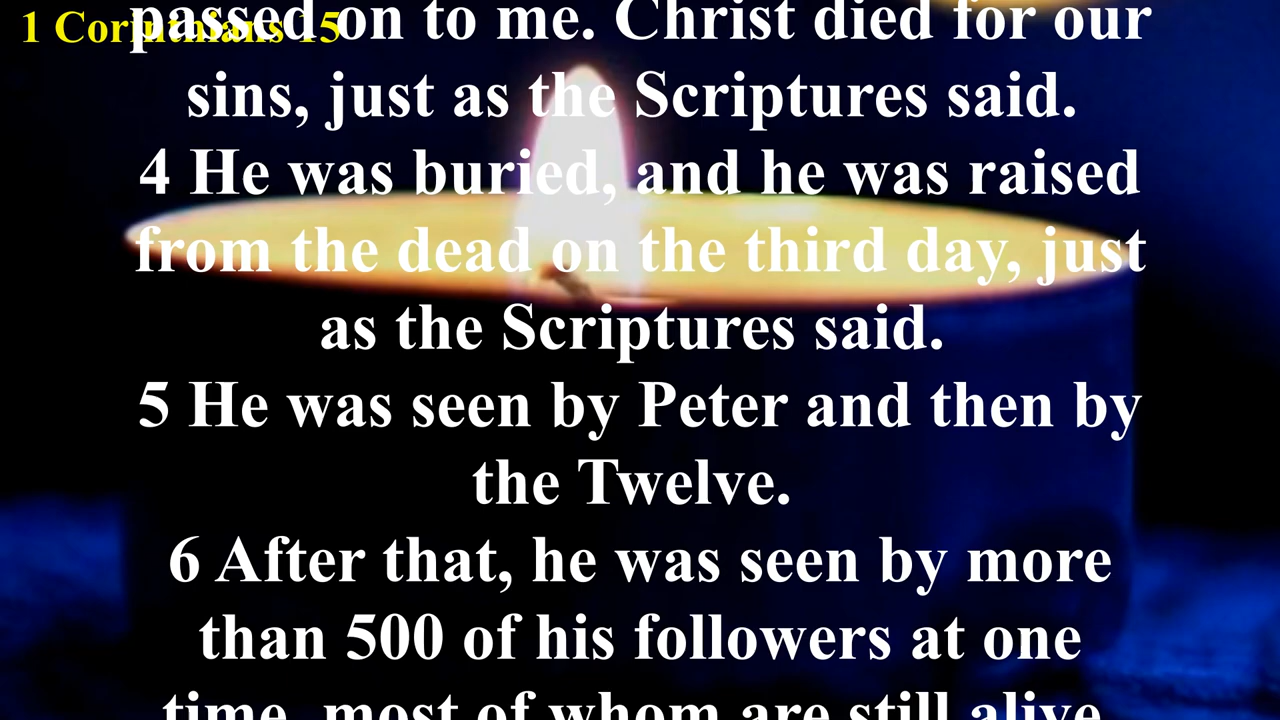 1 Corinthians 15
passed on to me. Christ died for our
sins, just as the Scriptures said.
4 He was buried, and he was raised
from the dead on the third day, just
as the Scriptures said.
5 He was seen by Peter and then by
the Twelve.
6 After that, he was seen by more
than 500 of his followers at one
time, most of whom are still alive,